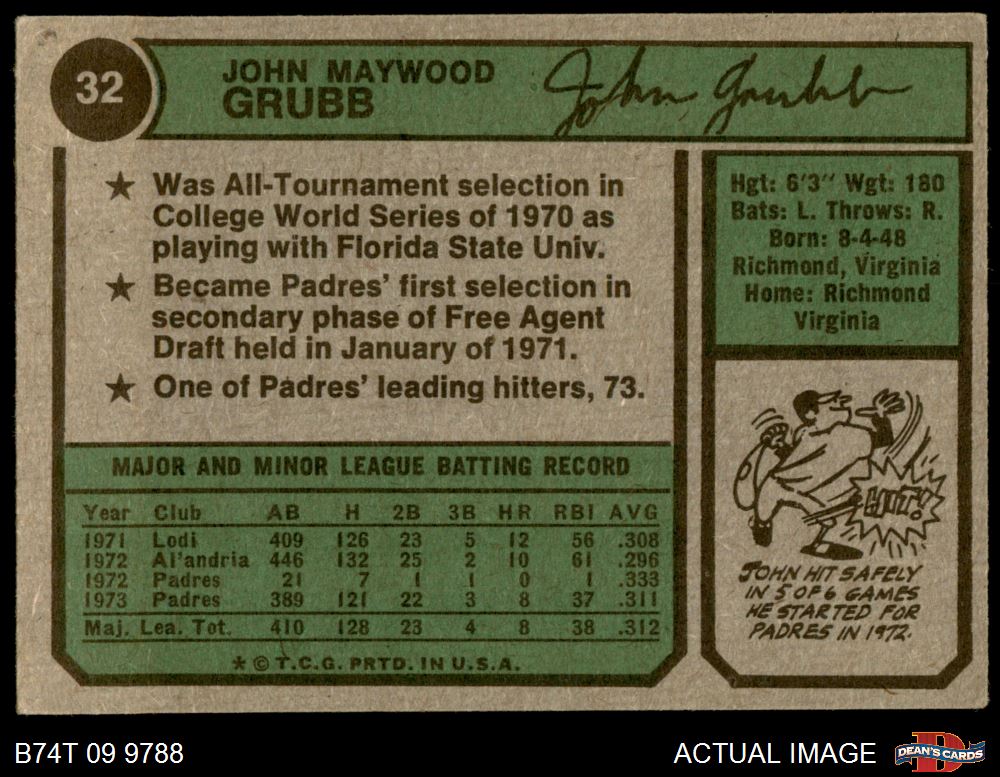 32
JOHN MAYWOOD
GRUBB
John Grubb
★ Was All-Tournament selection in
College World Series of 1970 as
playing with Florida State Univ.
★ Became Padres' first selection in
secondary phase of Free Agent
Draft held in January of 1971.
★ One of Padres' leading hitters, 73.
Hgt: 6'3" Wgt: 180
Bats: L. Throws: R.
Born: 8-4-48
Richmond, Virginia
Home: Richmond
Virginia
MAJOR AND MINOR LEAGUE BATTING RECORD
Year Club AB H 2B 3B HR RBI AVG
1971 Lodi 409 126 23 5 12 56 .308
1972 Al'andria 446 132 25 2 10 61 .296
1972 Padres 21 7 1 1 0 1 .333
1973 Padres 389 121 22 3 8 37 .311
Maj. Lea. Tot. 410 128 23 4 8 38 .312
* © T.C.G. PRTD. IN U.S.A.
HIT!
JOHN HIT SAFELY
IN 5 OF 6 GAMES
HE STARTED FOR
PADRES IN 1972.
B74T 09 9788
ACTUAL IMAGE
DEAN'S CARDS